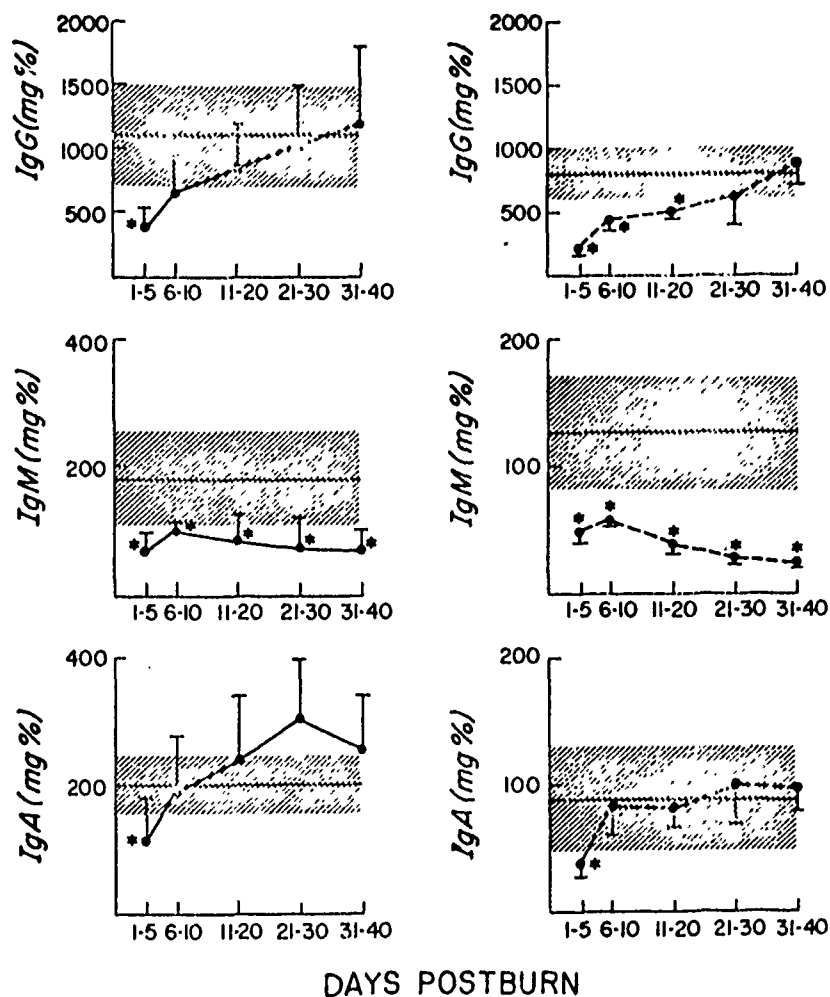 IgG (mg %)
2000
1500
1000
500
*
1-5 6-10 11-20 21-30 31-40
IgG (mg %)
2000
1500
1000
500
* * *
1-5 6-10 11-20 21-30 31-40
IgM (mg %)
400
200
* * * * *
1-5 6-10 11-20 21-30 31-40
IgM (mg %)
200
100
* * * * *
1-5 6-10 11-20 21-30 31-40
IgA (mg %)
400
200
*
1-5 6-10 11-20 21-30 31-40
IgA (mg %)
200
100
*
1-5 6-10 11-20 21-30 31-40
DAYS POSTBURN